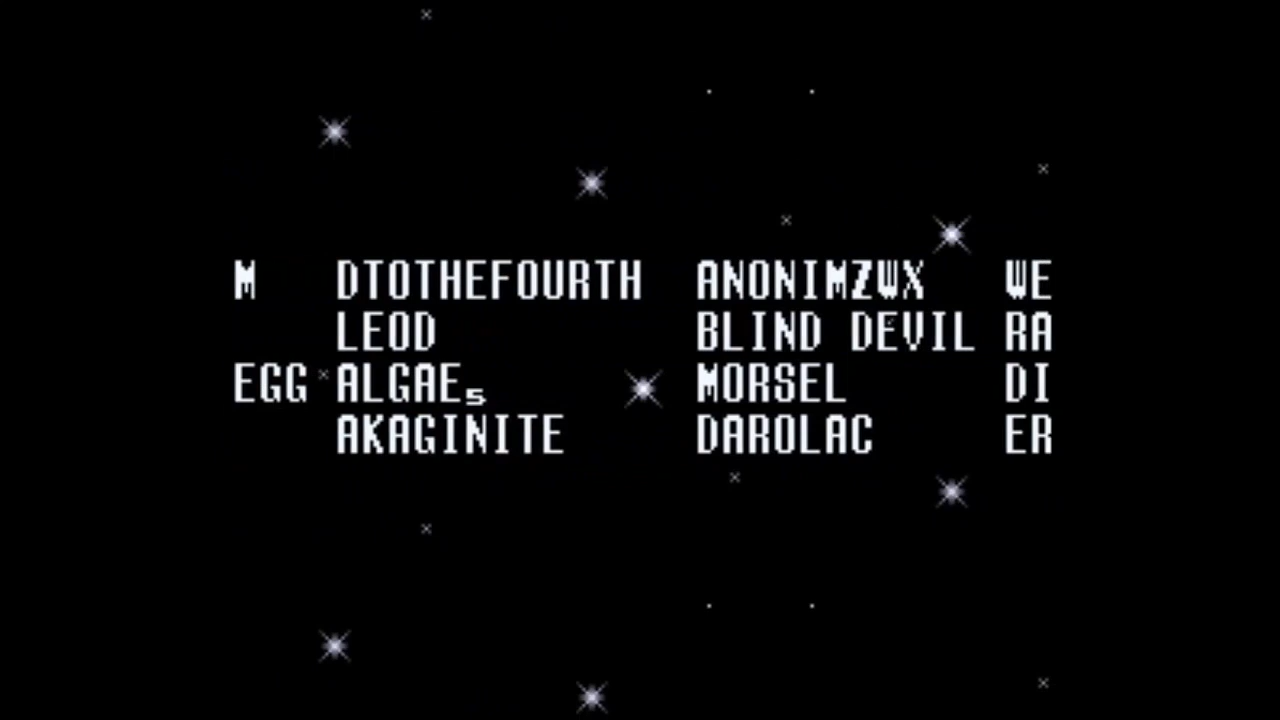 M DTOTHEFOURTH ANONIMZWX WE
LEOD BLIND DEVIL RA
EGG ALGAE5 MORSEL DI
AKAGINITE DAROLAC ER